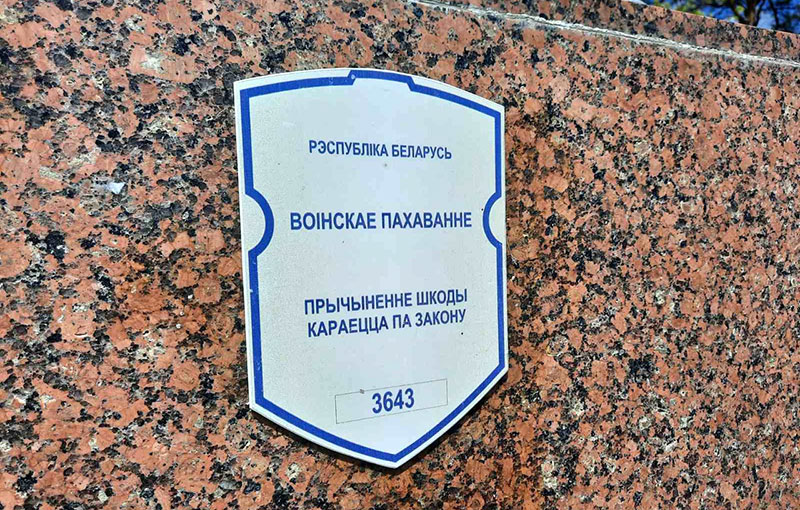 РЭСПУБЛІКА БЕЛАРУСЬ
ВОІНСКАЕ ПАХАВАННЕ
ПРЫЧЫНЕННЕ ШКОДЫ
КАРАЕЦЦА ПА ЗАКОНУ
3643